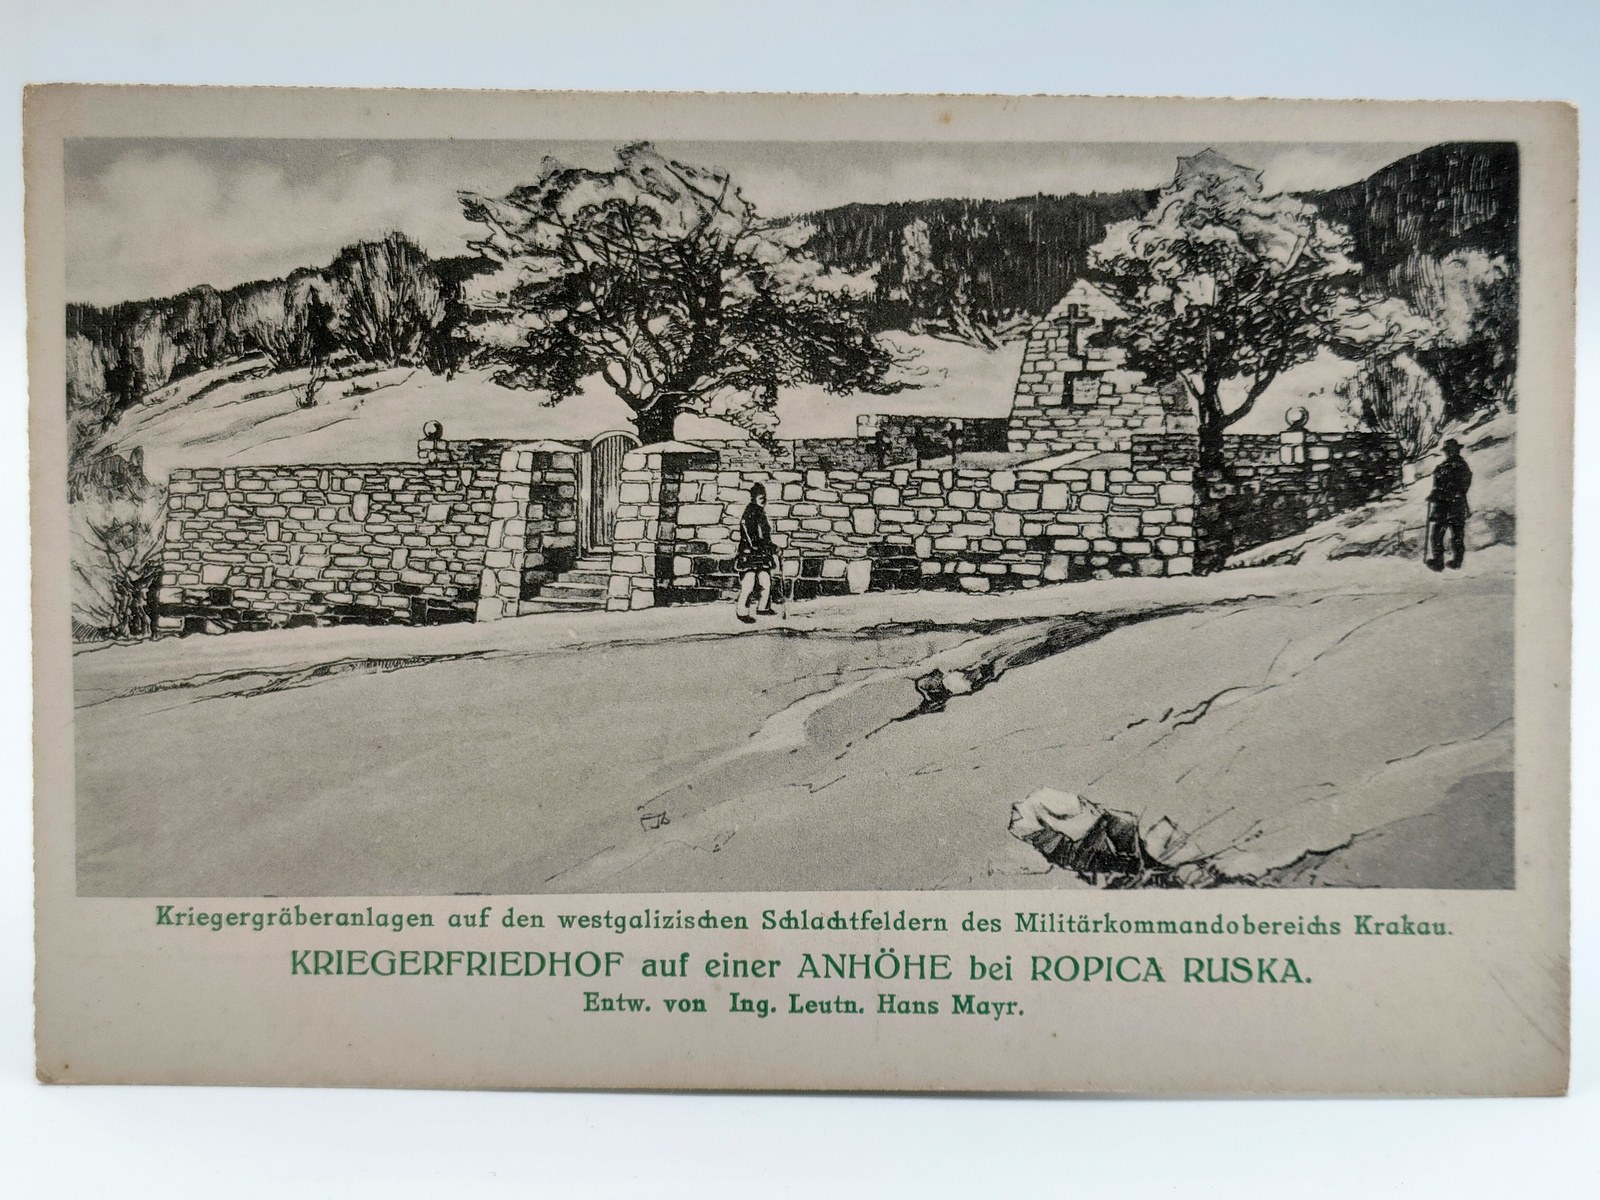 Kriegergräberanlagen auf den westgalizischen Schlachtfeldern des Militärkommandobereichs Krakau.
KRIEGERFRIEDHOF auf einer ANHÖHE bei ROPICA RUSKA.
Entw. von Ing. Leutn. Hans Mayr.